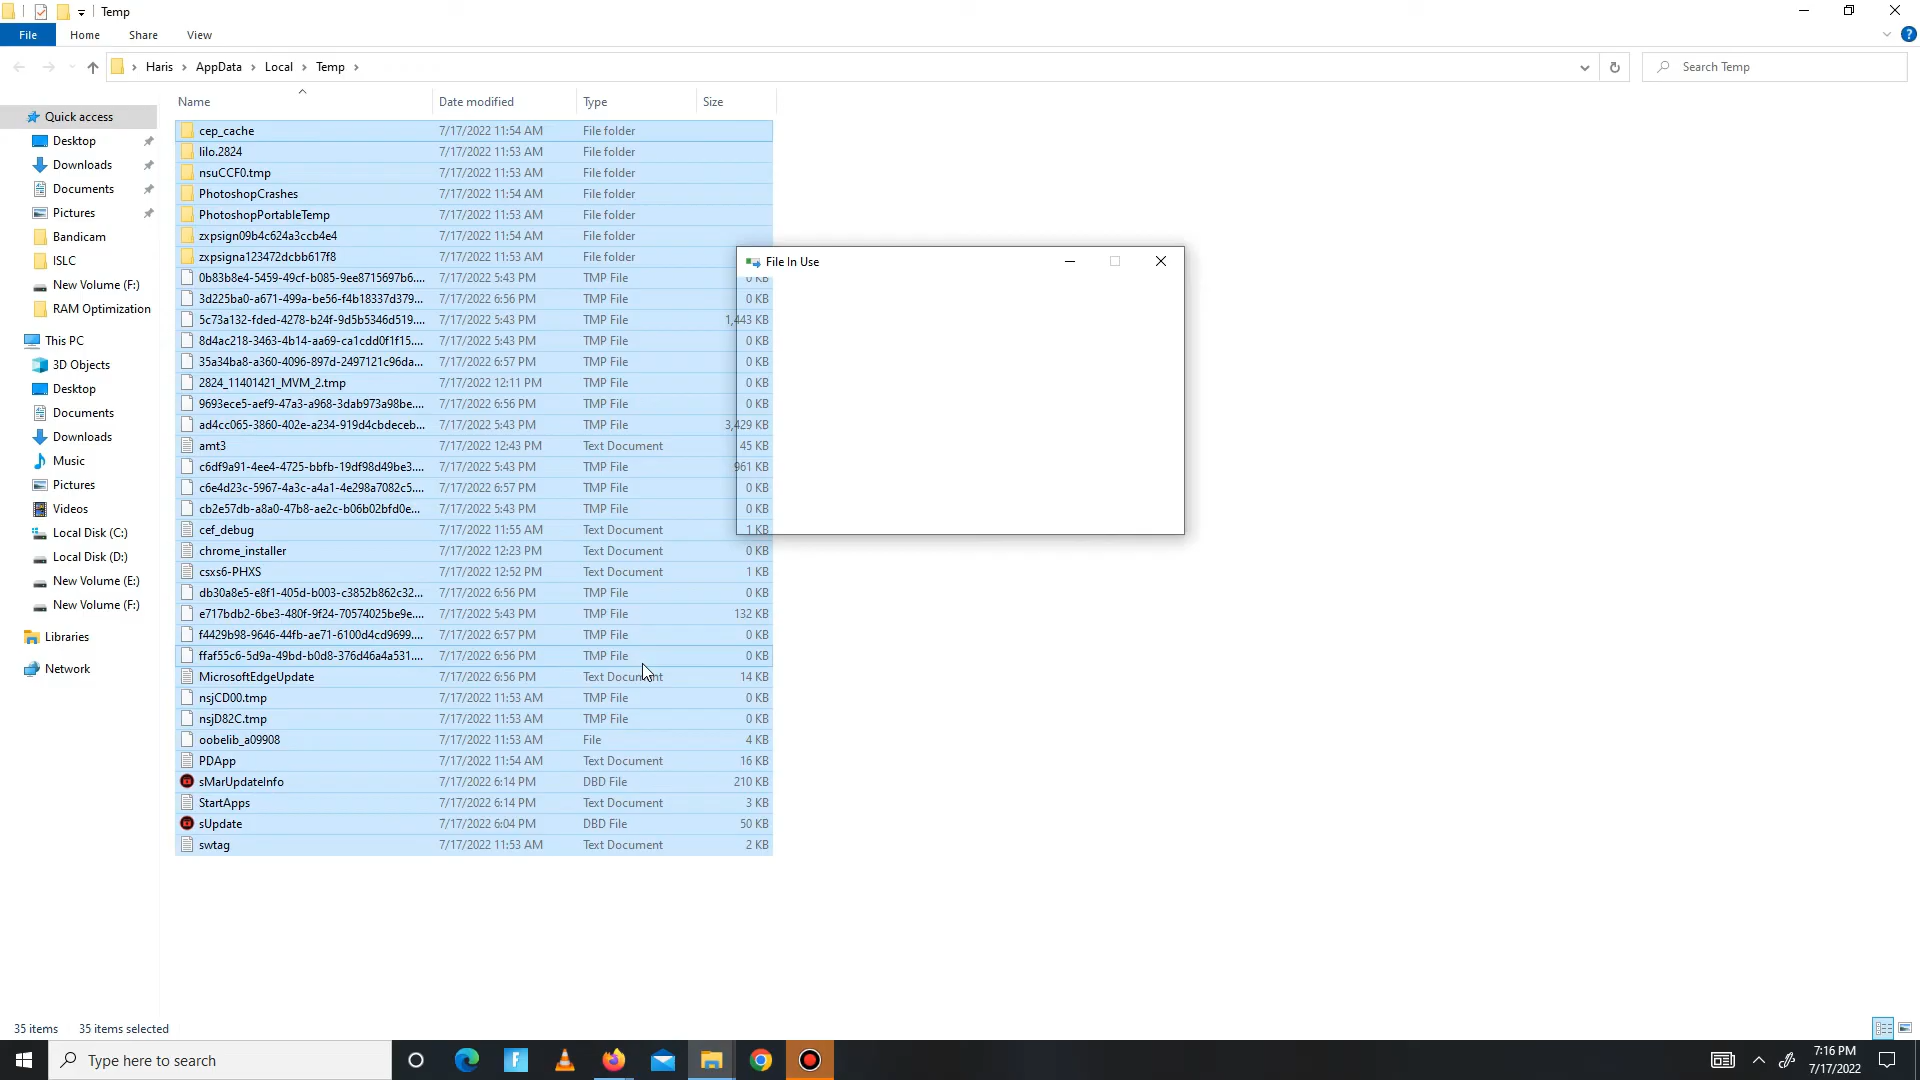 Temp
File Home Share View
Haris AppData Local Temp
Search Temp
Name Date modified Type Size
Quick access
Desktop
Downloads
Documents
Pictures
Bandicam
ISLC
New Volume (F:)
RAM Optimization
This PC
3D Objects
Desktop
Documents
Downloads
Music
Pictures
Videos
Local Disk (C:)
Local Disk (D:)
New Volume (E:)
New Volume (F:)
Libraries
Network
cep_cache 7/17/2022 11:54 AM File folder
lilo.2824 7/17/2022 11:53 AM File folder
nsuCCF0.tmp 7/17/2022 11:53 AM File folder
PhotoshopCrashes 7/17/2022 11:54 AM File folder
PhotoshopPortableTemp 7/17/2022 11:53 AM File folder
zxpsign09b4c624a3ccb4e4 7/17/2022 11:54 AM File folder
zxpsigna123472dcbb617f8 7/17/2022 11:53 AM File folder
0b83b8e4-5459-49cf-b085-9ee8715697b6.... 7/17/2022 5:43 PM TMP File 0 KB
3d225ba0-a671-499a-be56-f4b18337d379... 7/17/2022 6:56 PM TMP File 0 KB
5c73a132-fded-4278-b24f-9d5b5346d519.... 7/17/2022 5:43 PM TMP File 1,443 KB
8d4ac218-3463-4b14-aa69-ca1cdd0f1f15.... 7/17/2022 5:43 PM TMP File 0 KB
35a34ba8-a360-4096-897d-2497121c96da... 7/17/2022 6:57 PM TMP File 0 KB
2824_11401421_MVM_2.tmp 7/17/2022 12:11 PM TMP File 0 KB
9693ece5-aef9-47a3-a968-3dab973a98be.... 7/17/2022 6:56 PM TMP File 0 KB
ad4cc065-3860-402e-a234-919d4cbdeceb... 7/17/2022 5:43 PM TMP File 3,429 KB
amt3 7/17/2022 12:43 PM Text Document 45 KB
c6df9a91-4ee4-4725-bbfb-19df98d49be3.... 7/17/2022 5:43 PM TMP File 961 KB
c6e4d23c-5967-4a3c-a4a1-4e298a7082c5.... 7/17/2022 6:57 PM TMP File 0 KB
cb2e57db-a8a0-47b8-ae2c-b06b02bfd0e... 7/17/2022 5:43 PM TMP File 0 KB
cef_debug 7/17/2022 11:55 AM Text Document 1 KB
chrome_installer 7/17/2022 12:23 PM Text Document 0 KB
csxs6-PHXS 7/17/2022 12:52 PM Text Document 1 KB
db30a8e5-e8f1-405d-b003-c3852b862c32... 7/17/2022 6:56 PM TMP File 0 KB
e717bdb2-6be3-480f-9f24-70574025be9e.... 7/17/2022 5:43 PM TMP File 132 KB
f4429b98-9646-44fb-ae71-6100d4cd9699.... 7/17/2022 6:57 PM TMP File 0 KB
ffaf55c6-5d9a-49bd-b0d8-376d46a4a531.... 7/17/2022 6:56 PM TMP File 0 KB
MicrosoftEdgeUpdate 7/17/2022 6:56 PM Text Document 14 KB
nsjCD00.tmp 7/17/2022 11:53 AM TMP File 0 KB
nsjD82C.tmp 7/17/2022 11:53 AM TMP File 0 KB
oobelib_a09908 7/17/2022 11:53 AM File 4 KB
PDApp 7/17/2022 11:54 AM Text Document 16 KB
sMarUpdateInfo 7/17/2022 6:14 PM DBD File 210 KB
StartApps 7/17/2022 6:14 PM Text Document 3 KB
sUpdate 7/17/2022 6:04 PM DBD File 50 KB
swtag 7/17/2022 11:53 AM Text Document 2 KB
File In Use
35 items 35 items selected
Type here to search
7:16 PM
7/17/2022